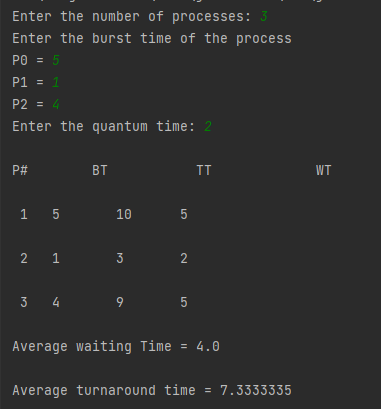 Enter the number of processes: 3
Enter the burst time of the process
P0 = 5
P1 = 1
P2 = 4
Enter the quantum time: 2
P# BT TT WT
1 5 10 5
2 1 3 2
3 4 9 5
Average waiting Time = 4.0
Average turnaround time = 7.3333335